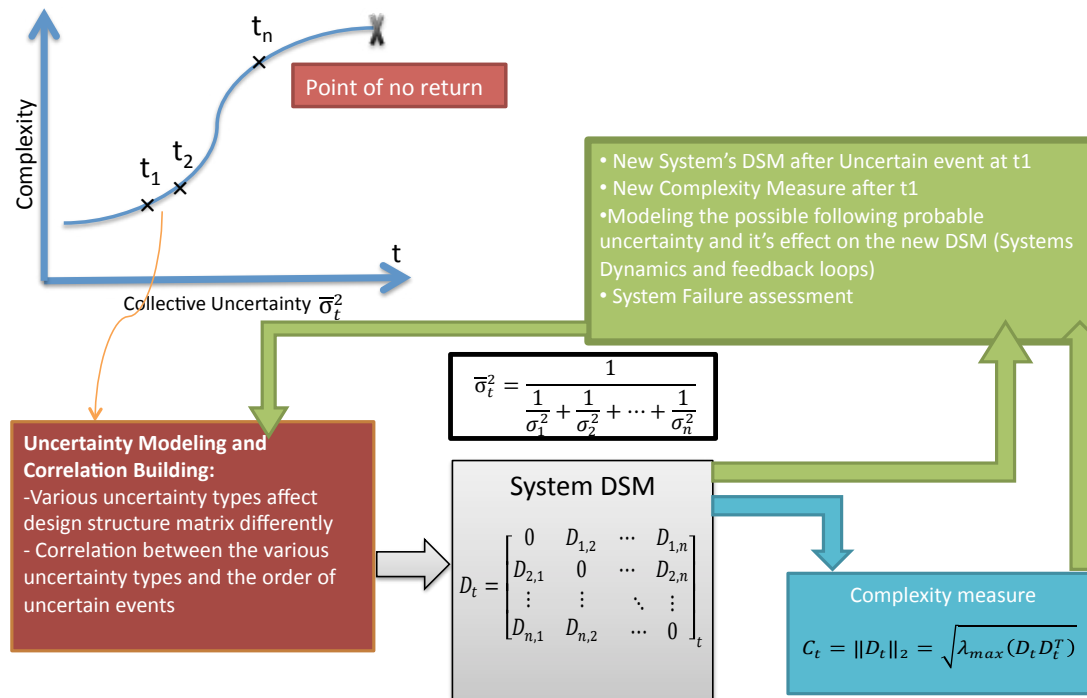 t_n
Point of no return
t_2
t_1
Complexity
t
Collective Uncertainty σ̅_t^2
• New System's DSM after Uncertain event at t1
• New Complexity Measure after t1
•Modeling the possible following probable
uncertainty and it's effect on the new DSM (Systems
Dynamics and feedback loops)
• System Failure assessment
σ̅_t^2 = 1 / (1/σ_1^2 + 1/σ_2^2 + ⋯ + 1/σ_n^2)
Uncertainty Modeling and
Correlation Building:
-Various uncertainty types affect
design structure matrix differently
- Correlation between the various
uncertainty types and the order of
uncertain events
System DSM
0 D_{1,2} ⋯ D_{1,n}
D_t = D_{2,1} 0 ⋯ D_{2,n}
⋮ ⋮ ⋱ ⋮
D_{n,1} D_{n,2} ⋯ 0 t
Complexity measure
C_t = ‖D_t‖_2 = √λ_{max}(D_t D_t^T)